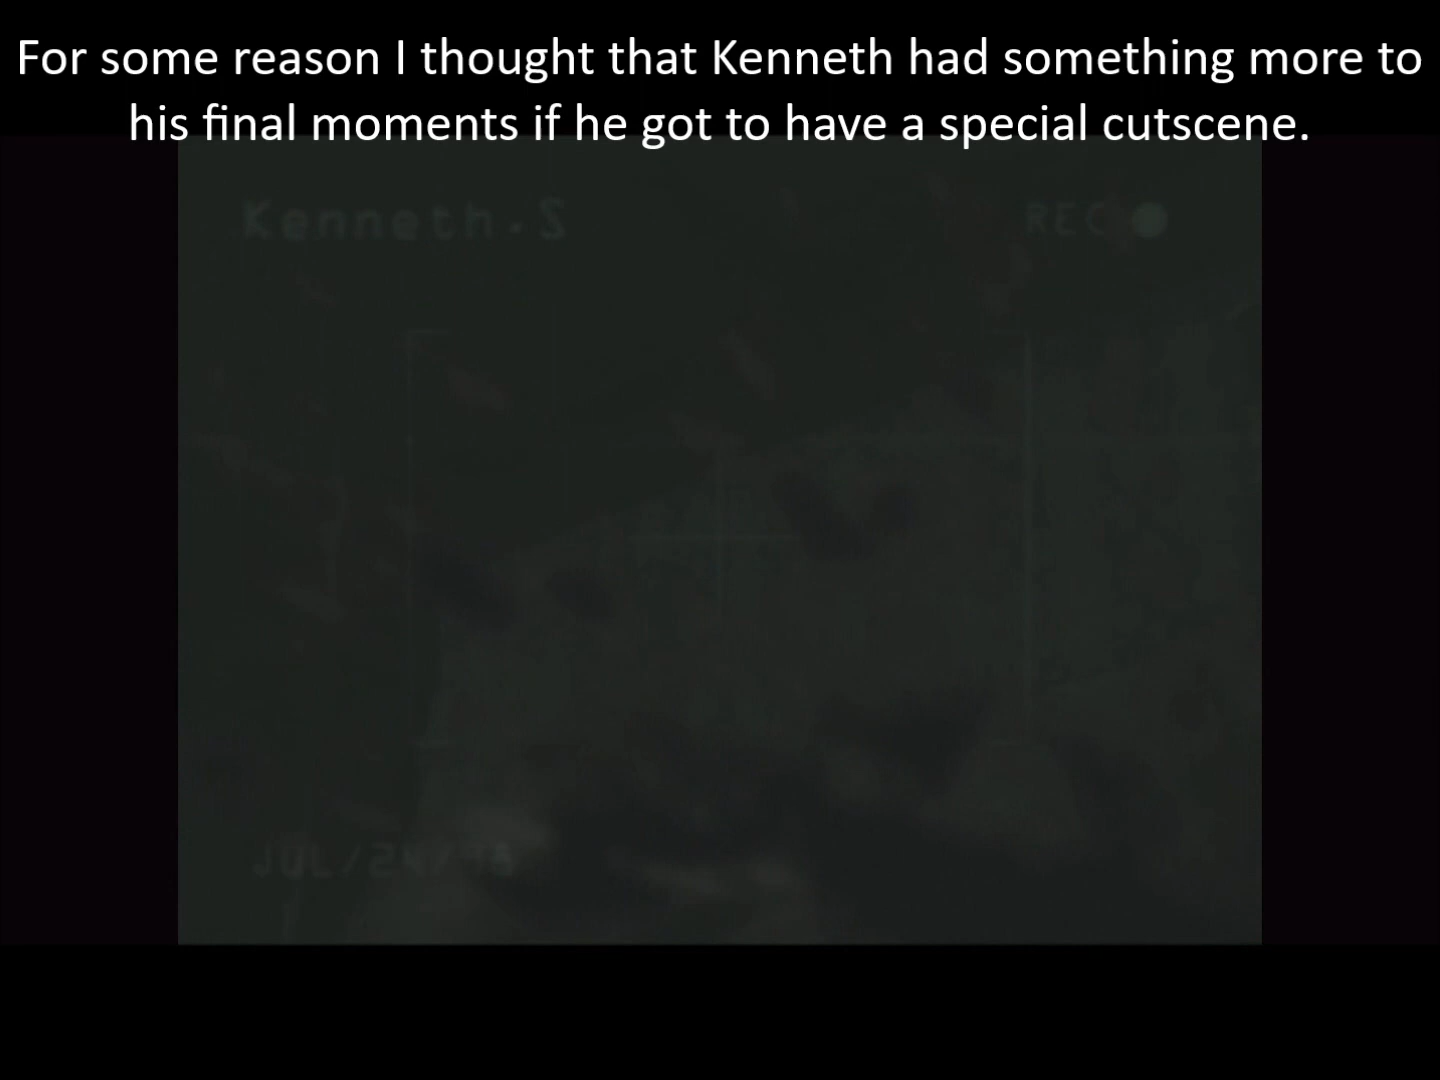 For some reason I thought that Kenneth had something more to
his final moments if he got to have a special cutscene.
Kenneth.S
REC